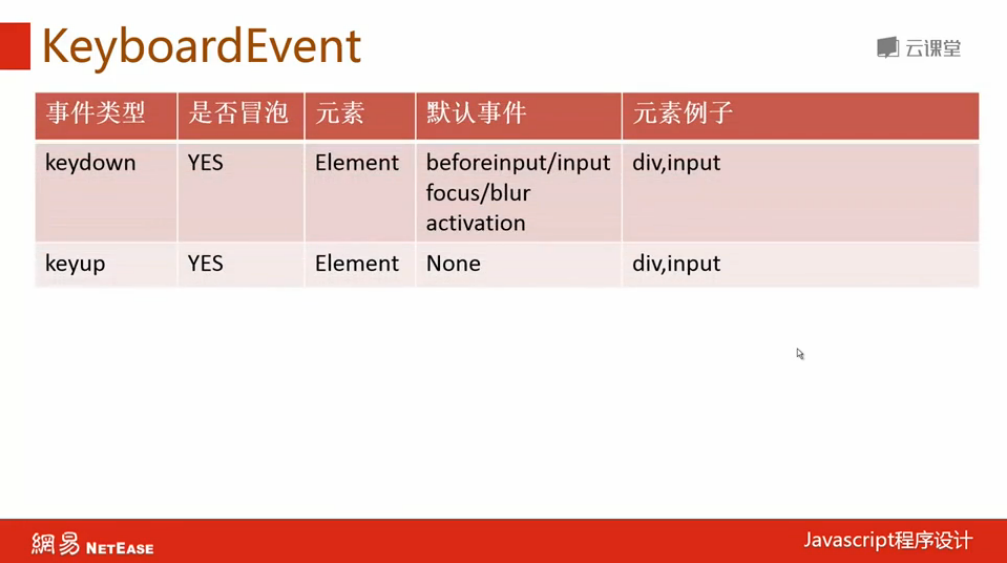 KeyboardEvent
云课堂
事件类型 是否冒泡 元素 默认事件 元素例子
keydown YES Element beforeinput/input div,input
focus/blur
activation
keyup YES Element None div,input
網易 NETEASE
Javascript程序设计